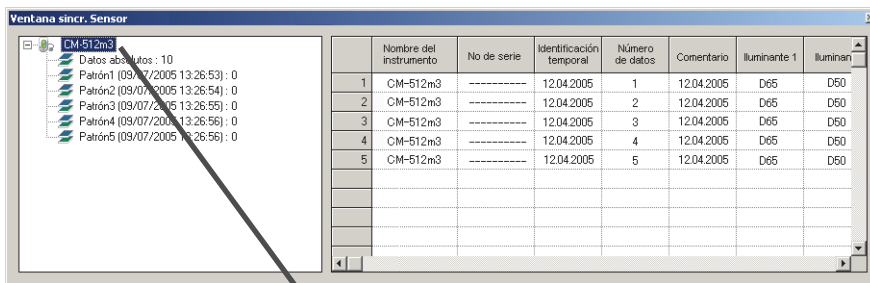 Ventana sincr. Sensor
CM-512m3
Datos absolutos : 10
Patrón1 (09/07/2005 13:26:53) : 0
Patrón2 (09/07/2005 13:26:54) : 0
Patrón3 (09/07/2005 13:26:55) : 0
Patrón4 (09/07/2005 13:26:56) : 0
Patrón5 (09/07/2005 13:26:56) : 0
Nombre del instrumento No de serie Identificación temporal Número de datos Comentario Iluminante 1 Iluminan
1 CM-512m3 ---------- 12.04.2005 1 12.04.2005 D65 D50
2 CM-512m3 ---------- 12.04.2005 2 12.04.2005 D65 D50
3 CM-512m3 ---------- 12.04.2005 3 12.04.2005 D65 D50
4 CM-512m3 ---------- 12.04.2005 4 12.04.2005 D65 D50
5 CM-512m3 ---------- 12.04.2005 5 12.04.2005 D65 D50